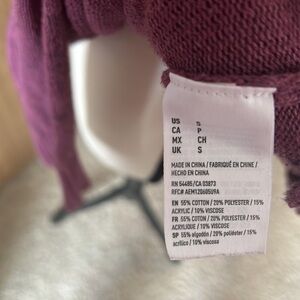 US S
CA P
MX CH
UK S
MADE IN CHINA / FABRIQUÉ EN CHINE /
HECHO EN CHINA
RN 54485/CA 03873
RFC# AEM12060509A
EN 55% COTTON / 20% POLYESTER / 15%
ACRYLIC / 10% VISCOSE
FR 55% COTON / 20% POLYESTER / 15%
ACRYLIQUE / 10% VISCOSE
SP 55% algodón / 20% poliéster / 15%
acrílico / 10% viscosa